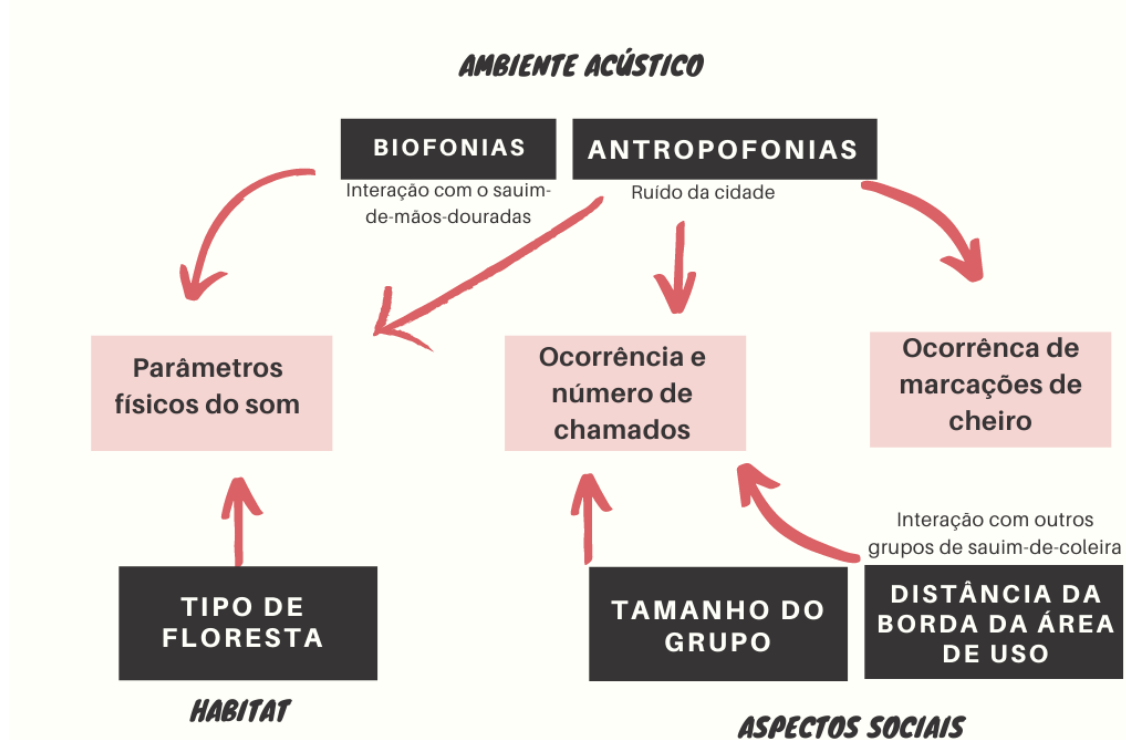 AMBIENTE ACÚSTICO
BIOFONIAS
ANTROPOFONIAS
Interação com o sauim-
de-mãos-douradas
Ruído da cidade
Parâmetros
físicos do som
Ocorrência e
número de
chamados
Ocorrênca de
marcações de
cheiro
Interação com outros
grupos de sauim-de-coleira
TIPO DE
FLORESTA
TAMANHO DO
GRUPO
DISTÂNCIA DA
BORDA DA ÁREA
DE USO
HABITAT
ASPECTOS SOCIAIS